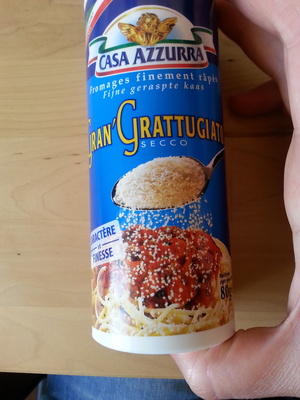 CASA AZZURRA
Fromages finement râpés
Fijne geraspte kaas
GRAN' GRATTUGIATO
SECCO
CARACTÈRE
et
FINESSE